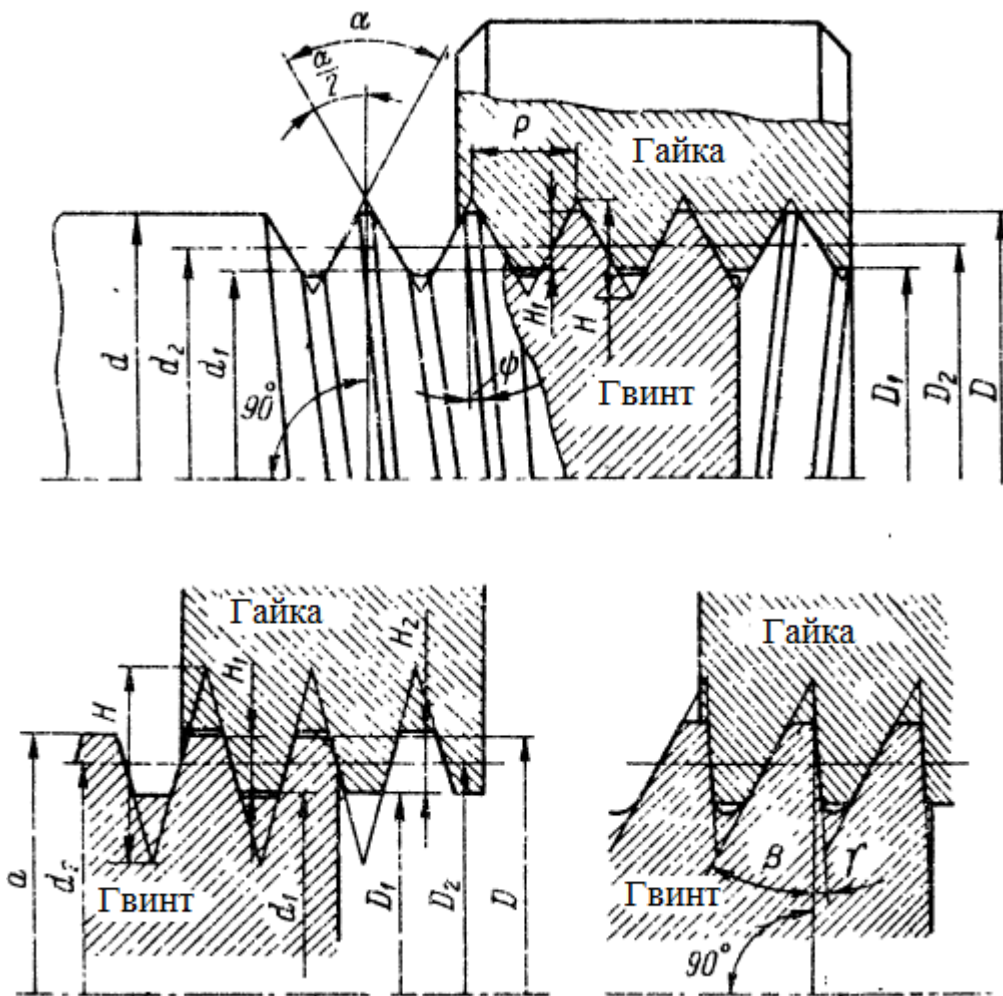 α
α/2
P
Гайка
H₁
H
d
d₂
d₁
90°
ψ
Гвинт
D₁
D₂
D
Гайка
H
H₁
H₂
d
d₂
Гвинт
d₁
D₁
D₂
D
Гайка
β
γ
Гвинт
90°